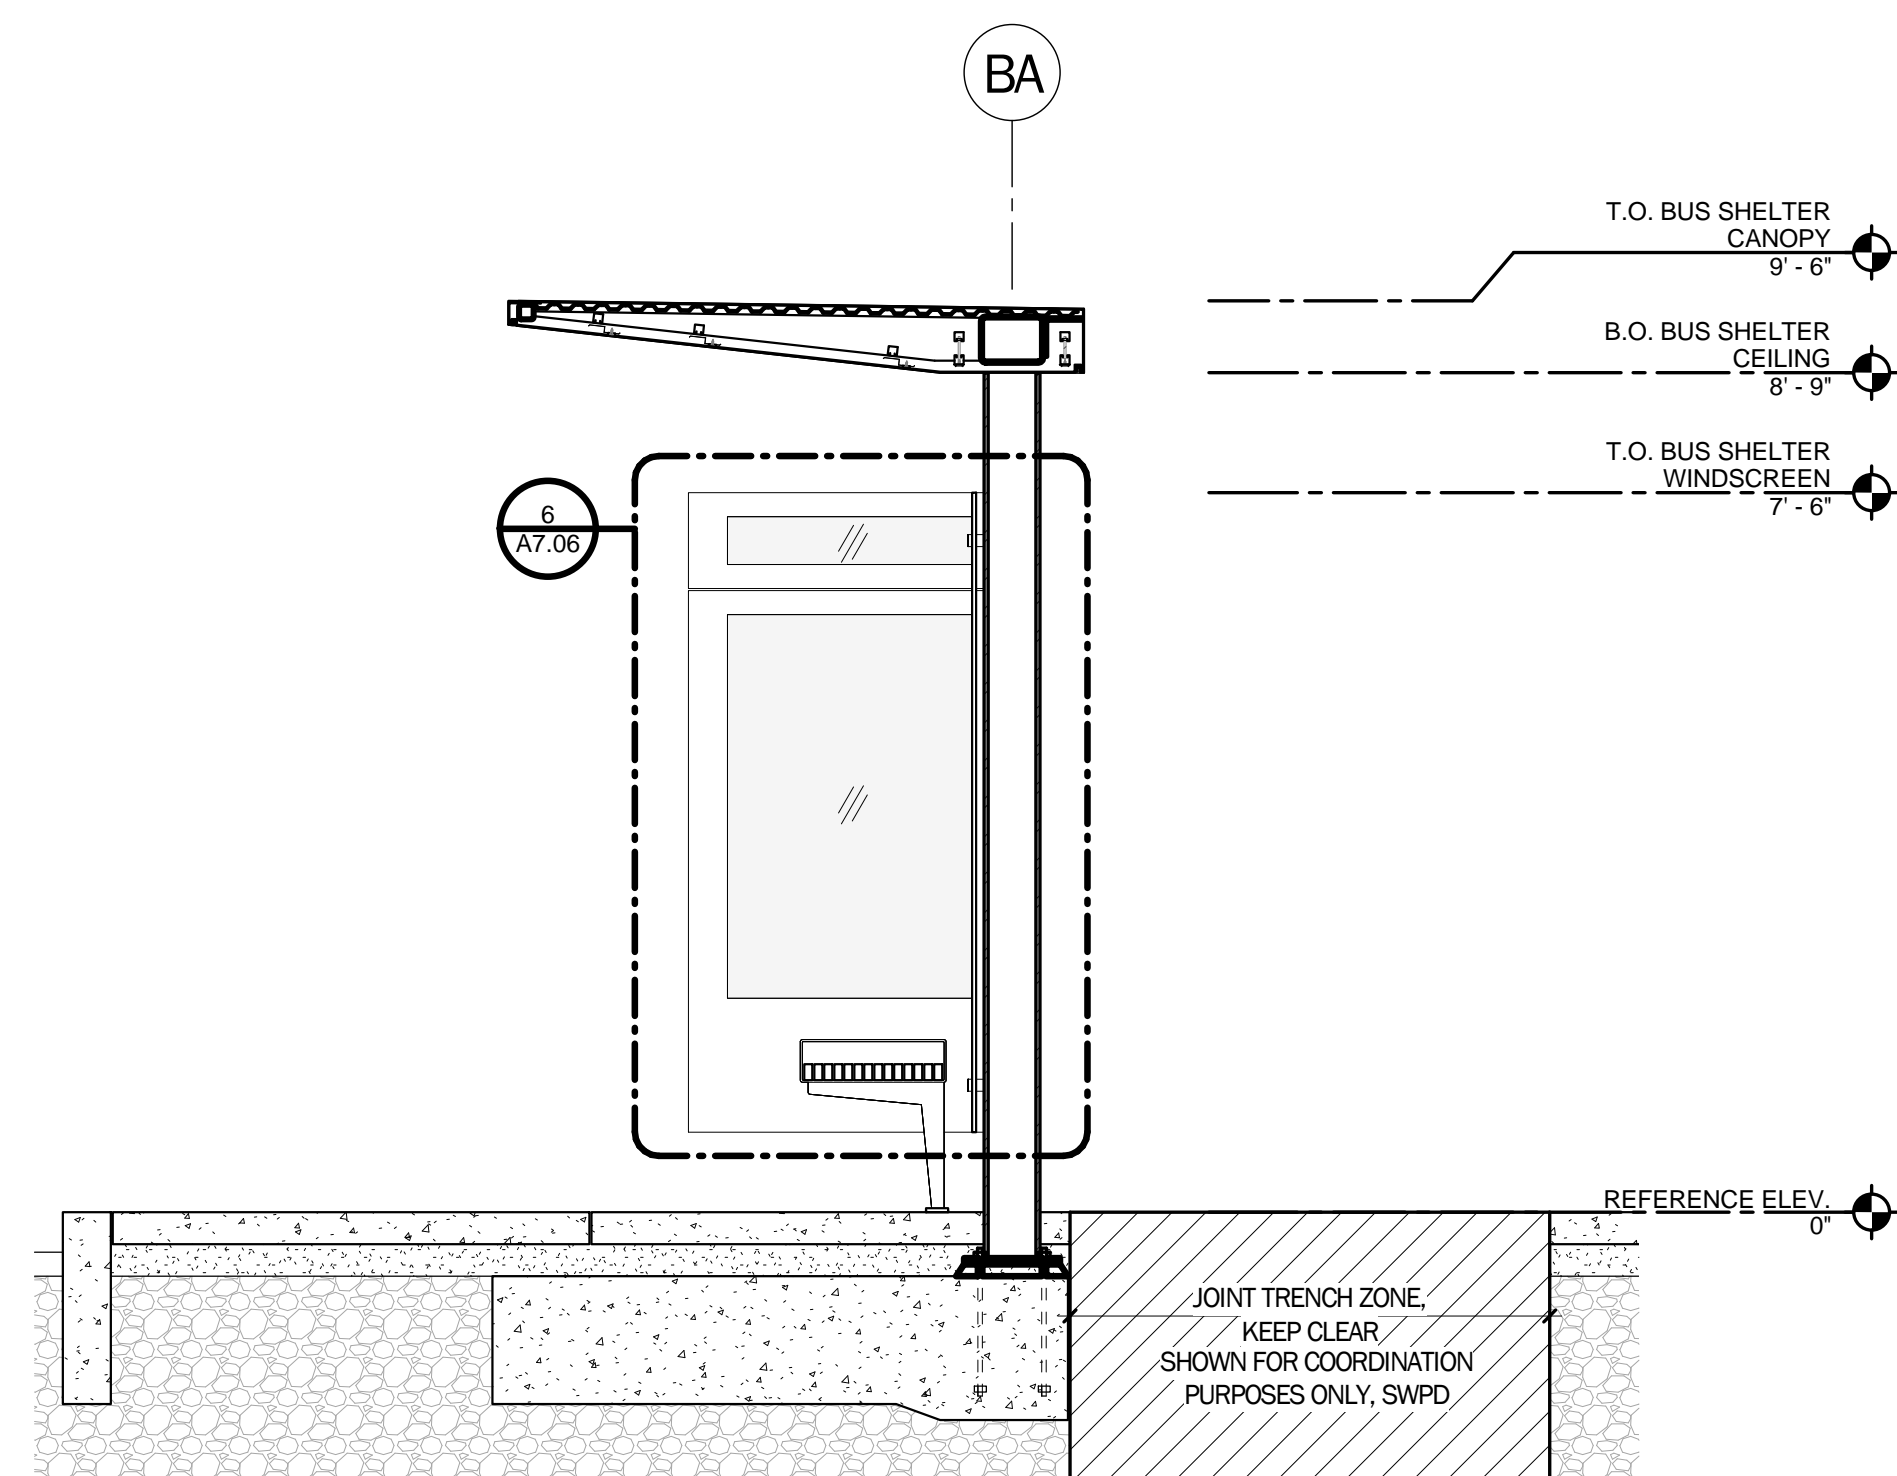 BA
T.O. BUS SHELTER
CANOPY
9' - 6"
B.O. BUS SHELTER
CEILING
8' - 9"
T.O. BUS SHELTER
WINDSCREEN
7' - 6"
6
A7.06
REFERENCE ELEV.
0"
JOINT TRENCH ZONE,
KEEP CLEAR
SHOWN FOR COORDINATION
PURPOSES ONLY, SWPD